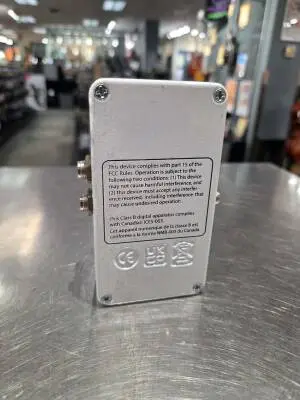 This device complies with part 15 of the
FCC Rules. Operation is subject to the
following two conditions: (1) This device
may not cause harmful interference, and
(2) this device must accept any interfer-
ence received, including interference that
may cause undesired operation.
This Class B digital apparatus complies
with Canadian ICES-003.
Cet appareil numérique de la classe B est
conforme à la norme NMB-003 du Canada.
CE
UK
CA